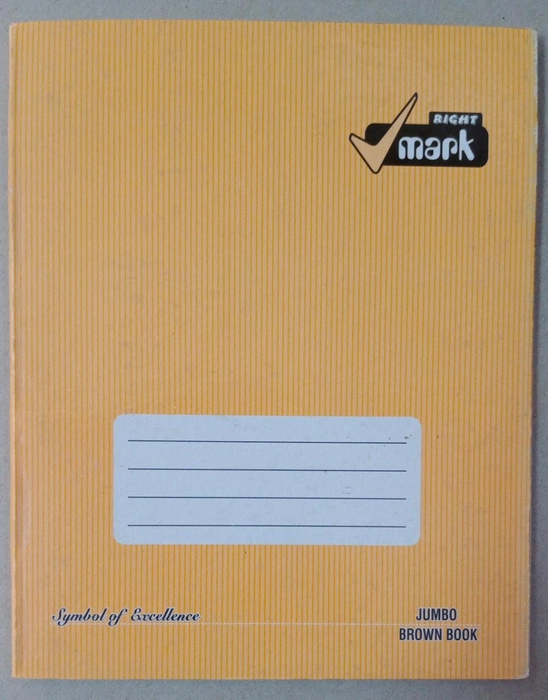 RIGHT
mark
Symbol of Excellence
JUMBO
BROWN BOOK